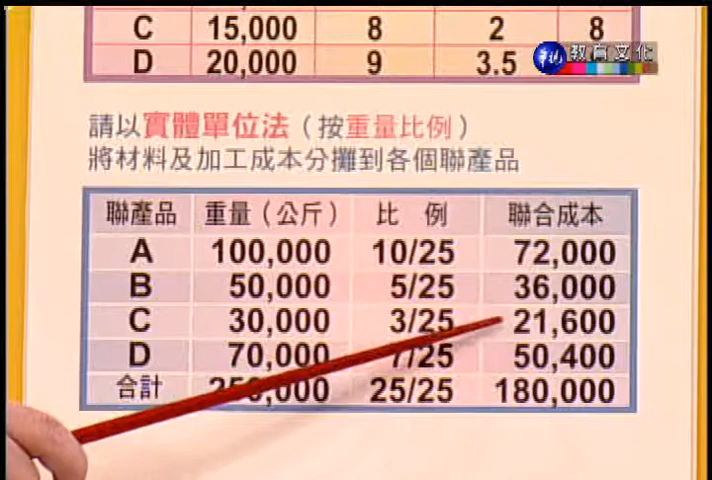 C 15,000 8 2 8
D 20,000 9 3.5
華視 教育文化
請以實體單位法（按重量比例）
將材料及加工成本分攤到各個聯產品
聯產品 重量（公斤） 比 例 聯合成本
A 100,000 10/25 72,000
B 50,000 5/25 36,000
C 30,000 3/25 21,600
D 70,000 7/25 50,400
合計 250,000 25/25 180,000